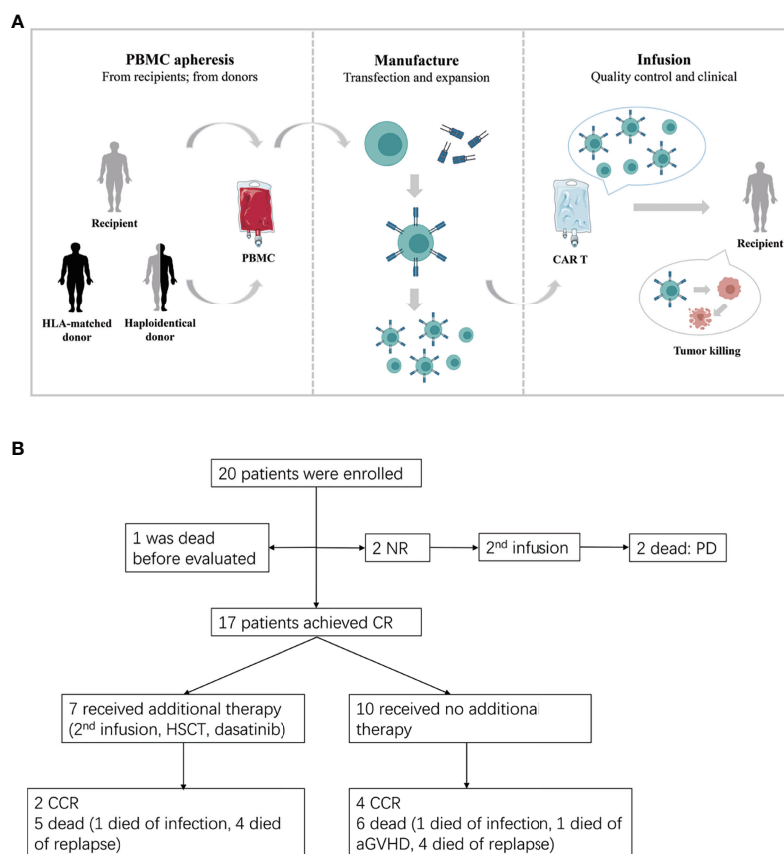 A
PBMC apheresis
From recipients; from donors
Manufacture
Transfection and expansion
Infusion
Quality control and clinical
Recipient
PBMC
HLA-matched
donor
Haploidentical
donor
CAR T
Recipient
Tumor killing
B
20 patients were enrolled
1 was dead
before evaluated
2 NR
2nd infusion
2 dead: PD
17 patients achieved CR
7 received additional therapy
(2nd infusion, HSCT, dasatinib)
10 received no additional
therapy
2 CCR
5 dead (1 died of infection, 4 died
of replapse)
4 CCR
6 dead (1 died of infection, 1 died of
aGVHD, 4 died of replapse)